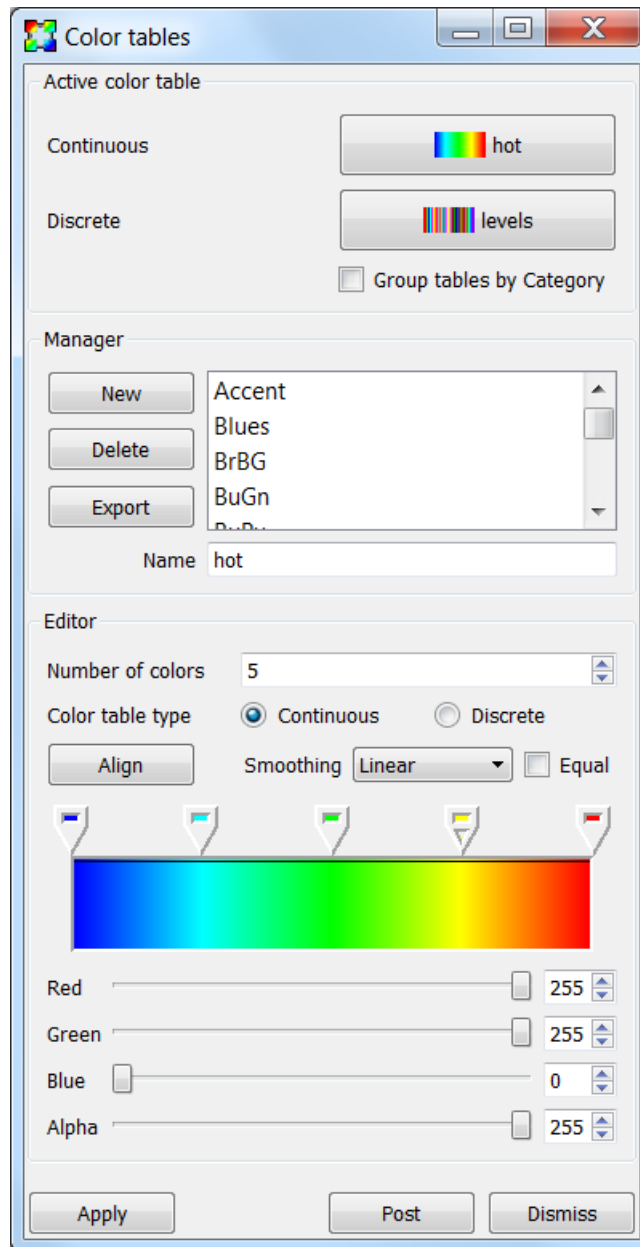 Color tables
Active color table
Continuous hot
Discrete levels
Group tables by Category
Manager
New
Delete
Export
Accent
Blues
BrBG
BuGn
Name hot
Editor
Number of colors 5
Color table type Continuous Discrete
Align Smoothing Linear Equal
Red 255
Green 255
Blue 0
Alpha 255
Apply Post Dismiss